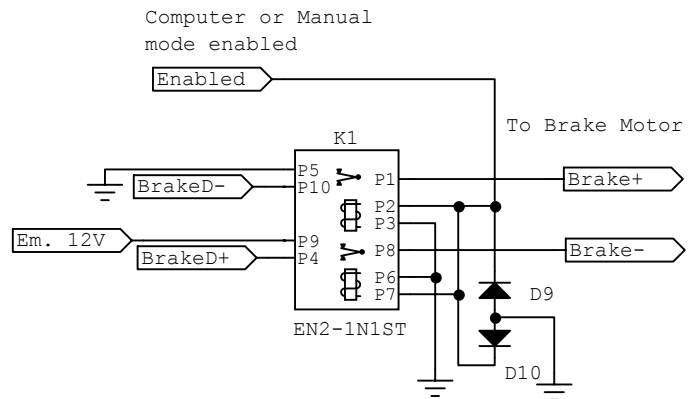 Computer or Manual
mode enabled
Enabled
To Brake Motor
K1
P5
P10
BrakeD-
P1
Brake+
P2
P3
Em. 12V
P9
P4
BrakeD+
P8
Brake-
P6
P7
D9
EN2-1N1ST
D10